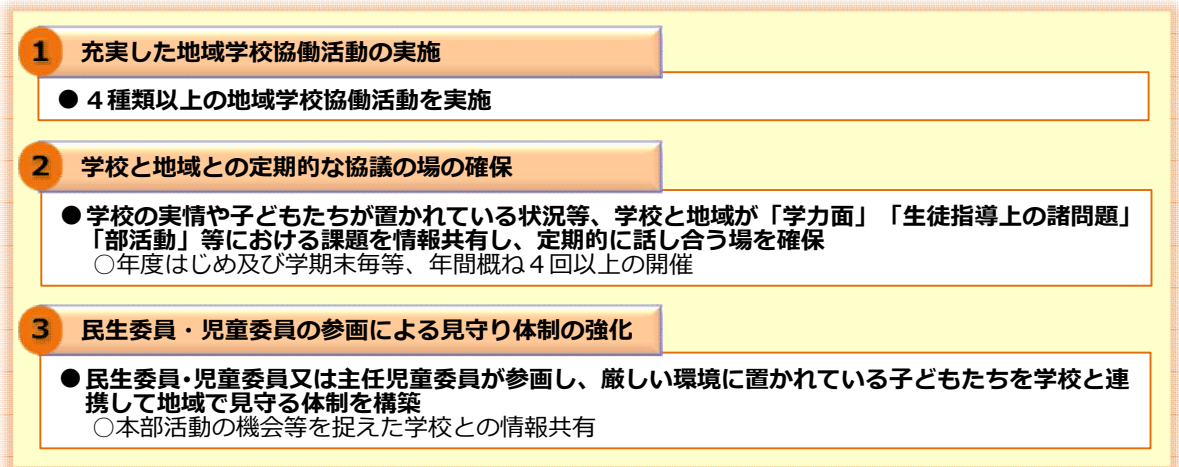 1 充実した地域学校協働活動の実施
●４種類以上の地域学校協働活動を実施
2 学校と地域との定期的な協議の場の確保
●学校の実情や子どもたちが置かれている状況等、学校と地域が「学力面」「生徒指導上の諸問題」
「部活動」等における課題を情報共有し、定期的に話し合う場を確保
○年度はじめ及び学期末毎等、年間概ね４回以上の開催
3 民生委員・児童委員の参画による見守り体制の強化
●民生委員・児童委員又は主任児童委員が参画し、厳しい環境に置かれている子どもたちを学校と連
携して地域で見守る体制を構築
○本部活動の機会等を捉えた学校との情報共有